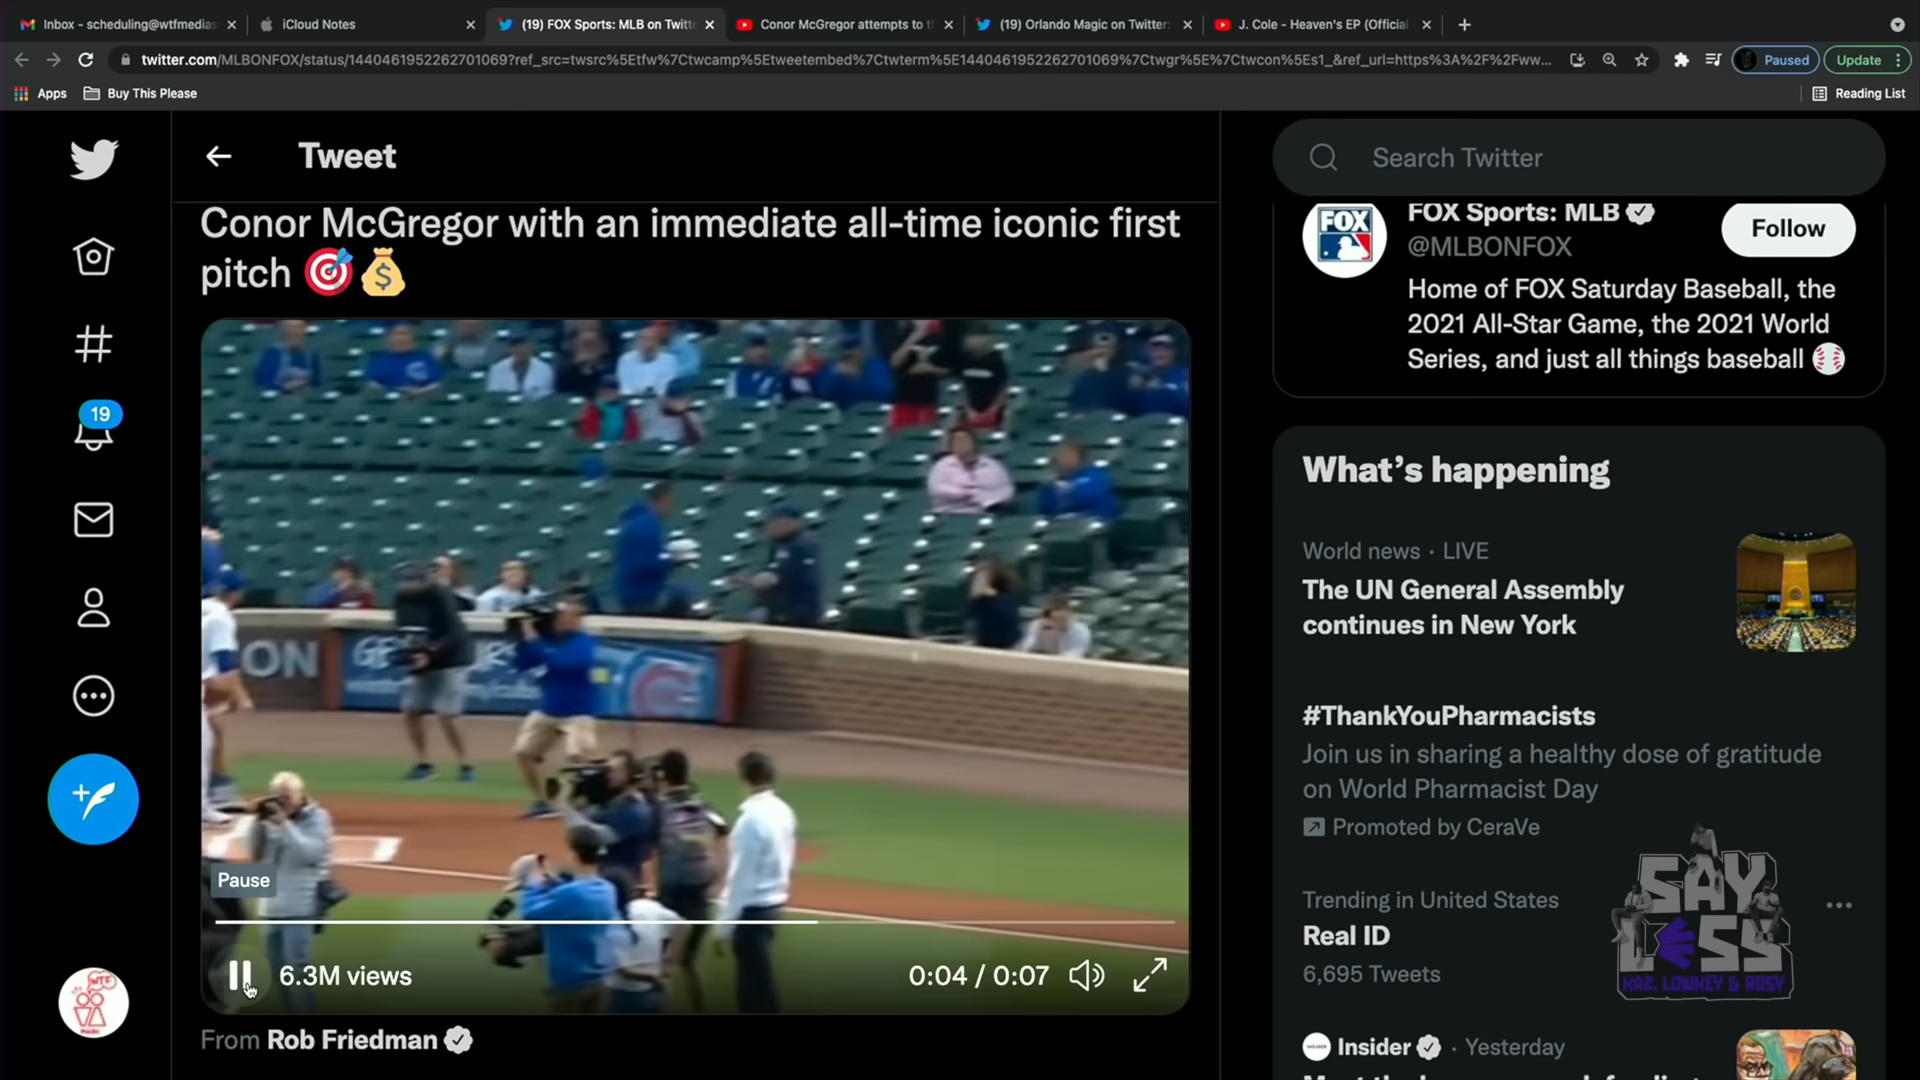 Inbox - scheduling@wtfmedias
iCloud Notes
(19) FOX Sports: MLB on Twitt
Conor McGregor attempts to t
(19) Orlando Magic on Twitter:
J. Cole - Heaven's EP (Official
twitter.com/MLBONFOX/status/1440461952262701069?ref_src=twsrc%5Etfw%7Ctwcamp%5Etweetembed%7Ctwterm%5E1440461952262701069%7Ctwgr%5E%7Ctwcon%5Es1_&ref_url=https%3A%2F%2Fww...
Paused
Update
Apps
Buy This Please
Reading List
Tweet
Search Twitter
Conor McGregor with an immediate all-time iconic first
pitch 🎯💰
FOX
FOX Sports: MLB
@MLBONFOX
Follow
Home of FOX Saturday Baseball, the
2021 All-Star Game, the 2021 World
Series, and just all things baseball ⚾
19
What's happening
World news · LIVE
The UN General Assembly
continues in New York
#ThankYouPharmacists
Join us in sharing a healthy dose of gratitude
on World Pharmacist Day
Promoted by CeraVe
Trending in United States
Real ID
6,695 Tweets
Insider · Yesterday
ON
Pause
6.3M views
0:04 / 0:07
From Rob Friedman
WTF
SAY
LESS
KAZ, LOWKEY & ROSY